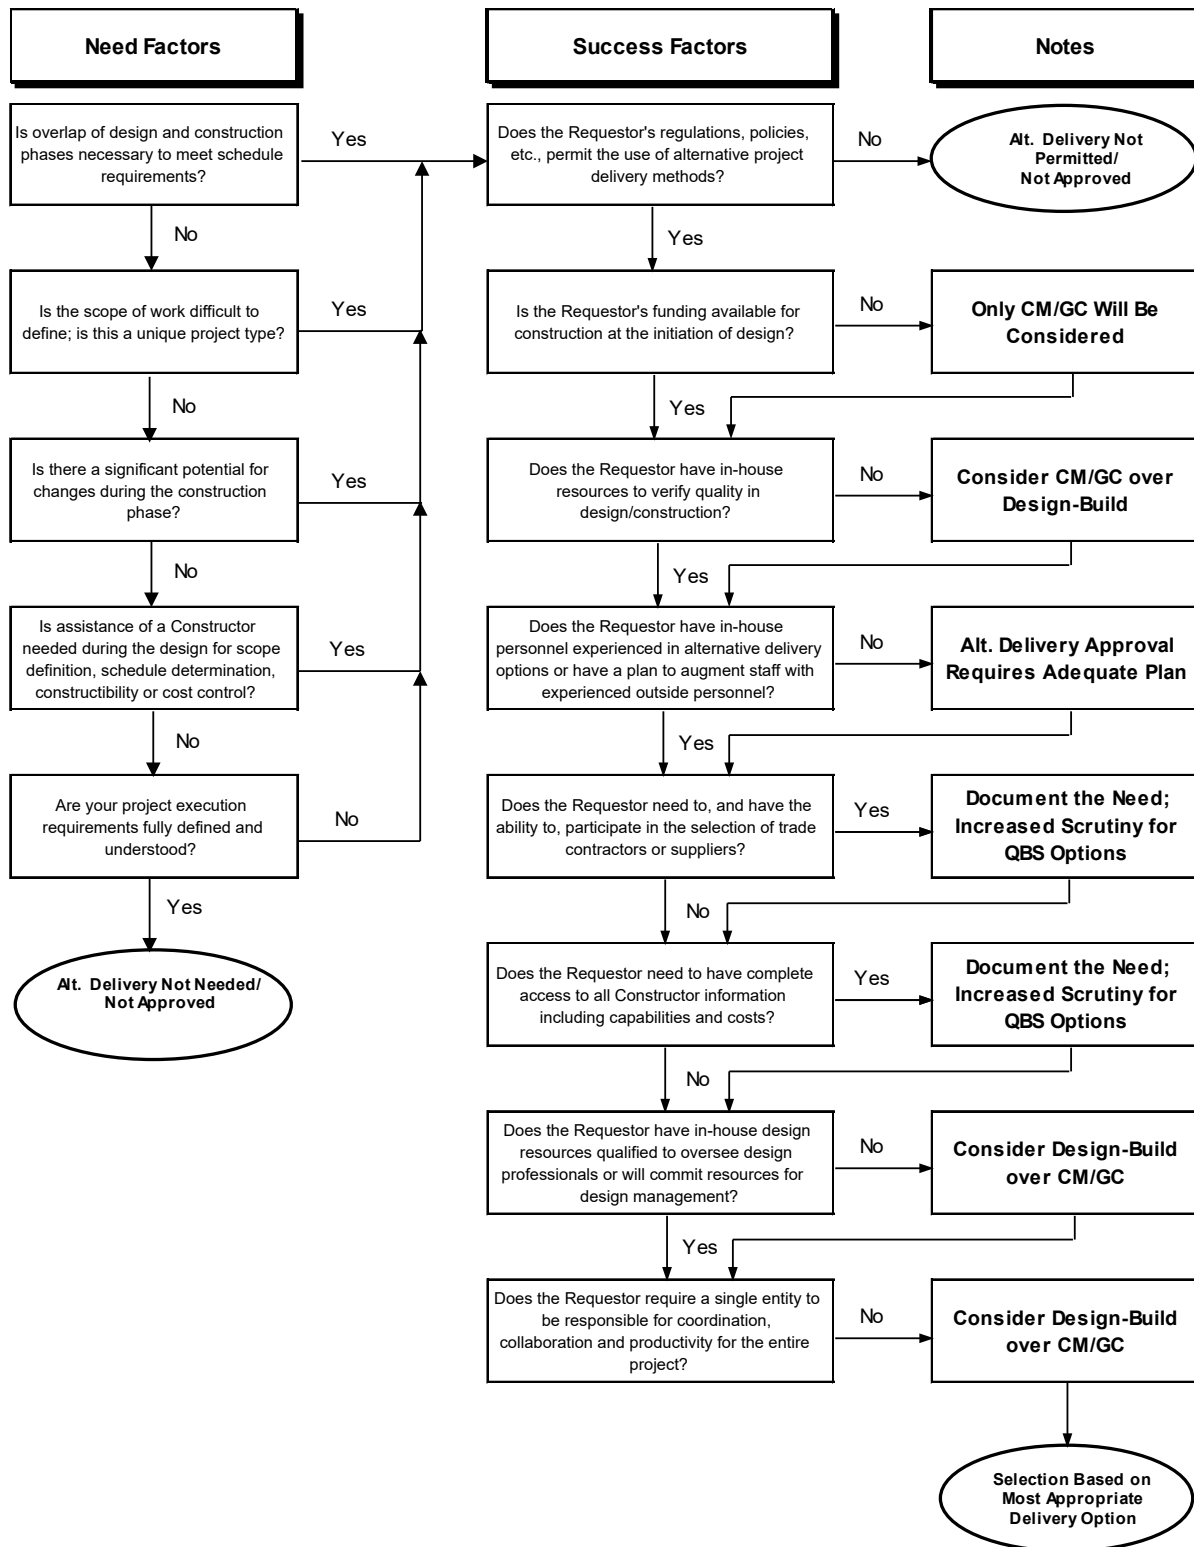 Need Factors
Success Factors
Notes
Is overlap of design and construction
phases necessary to meet schedule
requirements?
Yes
Does the Requestor's regulations, policies,
etc., permit the use of alternative project
delivery methods?
No
Alt. Delivery Not
Permitted/
Not Approved
No
Yes
Is the scope of work difficult to
define; is this a unique project type?
Yes
Is the Requestor's funding available for
construction at the initiation of design?
No
Only CM/GC Will Be
Considered
No
Yes
Is there a significant potential for
changes during the construction
phase?
Yes
Does the Requestor have in-house
resources to verify quality in
design/construction?
No
Consider CM/GC over
Design-Build
No
Yes
Is assistance of a Constructor
needed during the design for scope
definition, schedule determination,
constructibility or cost control?
Yes
Does the Requestor have in-house
personnel experienced in alternative delivery
options or have a plan to augment staff with
experienced outside personnel?
No
Alt. Delivery Approval
Requires Adequate Plan
No
Yes
Are your project execution
requirements fully defined and
understood?
No
Does the Requestor need to, and have the
ability to, participate in the selection of trade
contractors or suppliers?
Yes
Document the Need;
Increased Scrutiny for
QBS Options
Yes
No
Alt. Delivery Not Needed/
Not Approved
Does the Requestor need to have complete
access to all Constructor information
including capabilities and costs?
Yes
Document the Need;
Increased Scrutiny for
QBS Options
No
Does the Requestor have in-house design
resources qualified to oversee design
professionals or will commit resources for
design management?
No
Consider Design-Build
over CM/GC
Yes
Does the Requestor require a single entity to
be responsible for coordination,
collaboration and productivity for the entire
project?
No
Consider Design-Build
over CM/GC
Selection Based on
Most Appropriate
Delivery Option